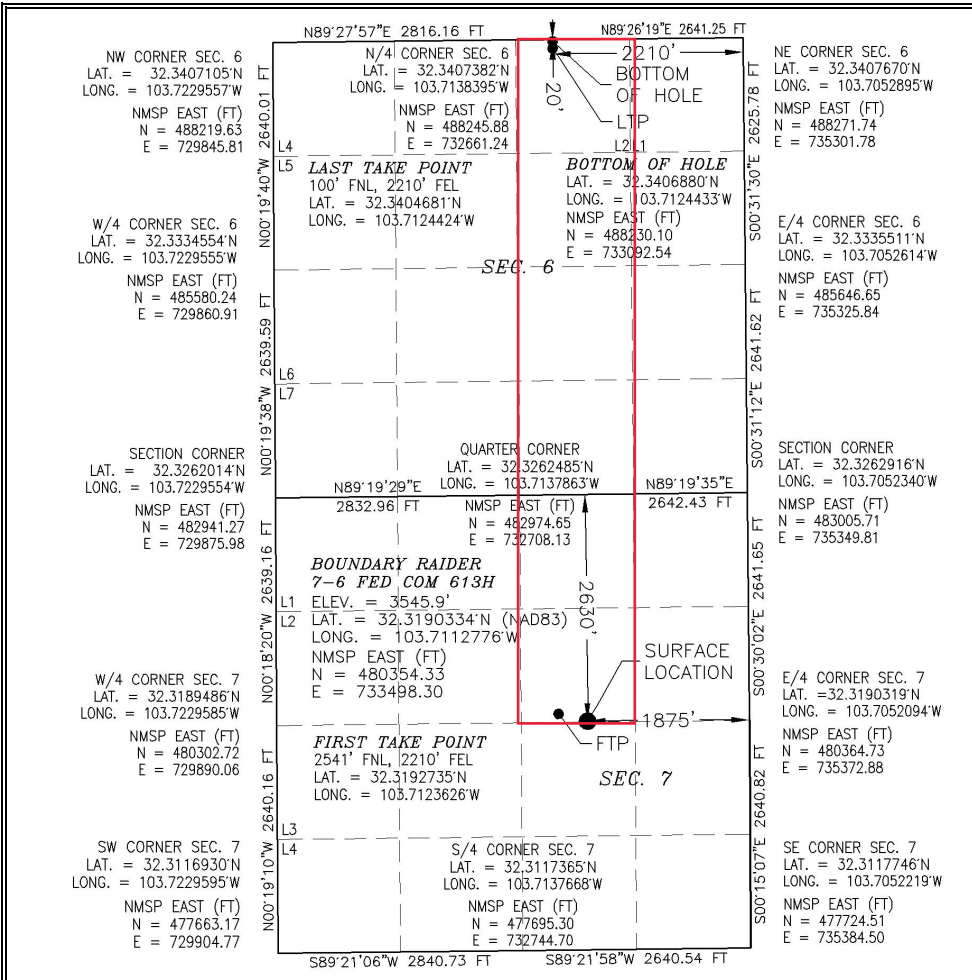 N89°27'57"E 2816.16 FT
N89°26'19"E 2641.25 FT
NW CORNER SEC. 6
LAT. = 32.3407105°N
LONG. = 103.7229557°W
NMSP EAST (FT)
N = 488219.63
E = 729845.81
N/4 CORNER SEC. 6
LAT. = 32.3407382°N
LONG. = 103.7138395°W
NMSP EAST (FT)
N = 488245.88
E = 732661.24
2210'
BOTTOM
OF HOLE
20'
LTP
NE CORNER SEC. 6
LAT. = 32.3407670°N
LONG. = 103.7052895°W
NMSP EAST (FT)
N = 488271.74
E = 735301.78
N00°19'40"W 2640.01 FT
S00°31'30"E 2625.78 FT
L4
L5
L2
L1
LAST TAKE POINT
100' FNL, 2210' FEL
LAT. = 32.3404681°N
LONG. = 103.7124424°W
BOTTOM OF HOLE
LAT. = 32.3406880°N
LONG. = 103.7124433°W
NMSP EAST (FT)
N = 488230.10
E = 733092.54
W/4 CORNER SEC. 6
LAT. = 32.3334554°N
LONG. = 103.7229555°W
NMSP EAST (FT)
N = 485580.24
E = 729860.91
SEC. 6
E/4 CORNER SEC. 6
LAT. = 32.3335511°N
LONG. = 103.7052614°W
NMSP EAST (FT)
N = 485646.65
E = 735325.84
N00°19'38"W 2639.59 FT
S00°31'12"E 2641.62 FT
L6
L7
SECTION CORNER
LAT. = 32.3262014°N
LONG. = 103.7229554°W
NMSP EAST (FT)
N = 482941.27
E = 729875.98
QUARTER CORNER
LAT. = 32.3262485°N
LONG. = 103.7137863°W
N89°19'29"E
2832.96 FT
NMSP EAST (FT)
N = 482974.65
E = 732708.13
N89°19'35"E
2642.43 FT
SECTION CORNER
LAT. = 32.3262916°N
LONG. = 103.7052340°W
NMSP EAST (FT)
N = 483005.71
E = 735349.81
N00°18'20"W 2639.16 FT
S00°30'02"E 2641.65 FT
BOUNDARY RAIDER
7-6 FED COM 613H
ELEV. = 3545.9'
LAT. = 32.3190334°N (NAD83)
LONG. = 103.7112776°W
NMSP EAST (FT)
N = 480354.33
E = 733498.30
L1
L2
2630'
SURFACE
LOCATION
1875'
FTP
W/4 CORNER SEC. 7
LAT. = 32.3189486°N
LONG. = 103.7229585°W
NMSP EAST (FT)
N = 480302.72
E = 729890.06
E/4 CORNER SEC. 7
LAT. =32.3190319°N
LONG. = 103.7052094°W
NMSP EAST (FT)
N = 480364.73
E = 735372.88
FIRST TAKE POINT
2541' FNL, 2210' FEL
LAT. = 32.3192735°N
LONG. = 103.7123626°W
SEC. 7
N00°19'10"W 2640.16 FT
S00°15'07"E 2640.82 FT
L3
L4
SW CORNER SEC. 7
LAT. = 32.3116930°N
LONG. = 103.7229595°W
NMSP EAST (FT)
N = 477663.17
E = 729904.77
S/4 CORNER SEC. 7
LAT. = 32.3117365°N
LONG. = 103.7137668°W
NMSP EAST (FT)
N = 477695.30
E = 732744.70
SE CORNER SEC. 7
LAT. = 32.3117746°N
LONG. = 103.7052219°W
NMSP EAST (FT)
N = 477724.51
E = 735384.50
S89°21'06"W 2840.73 FT
S89°21'58"W 2640.54 FT